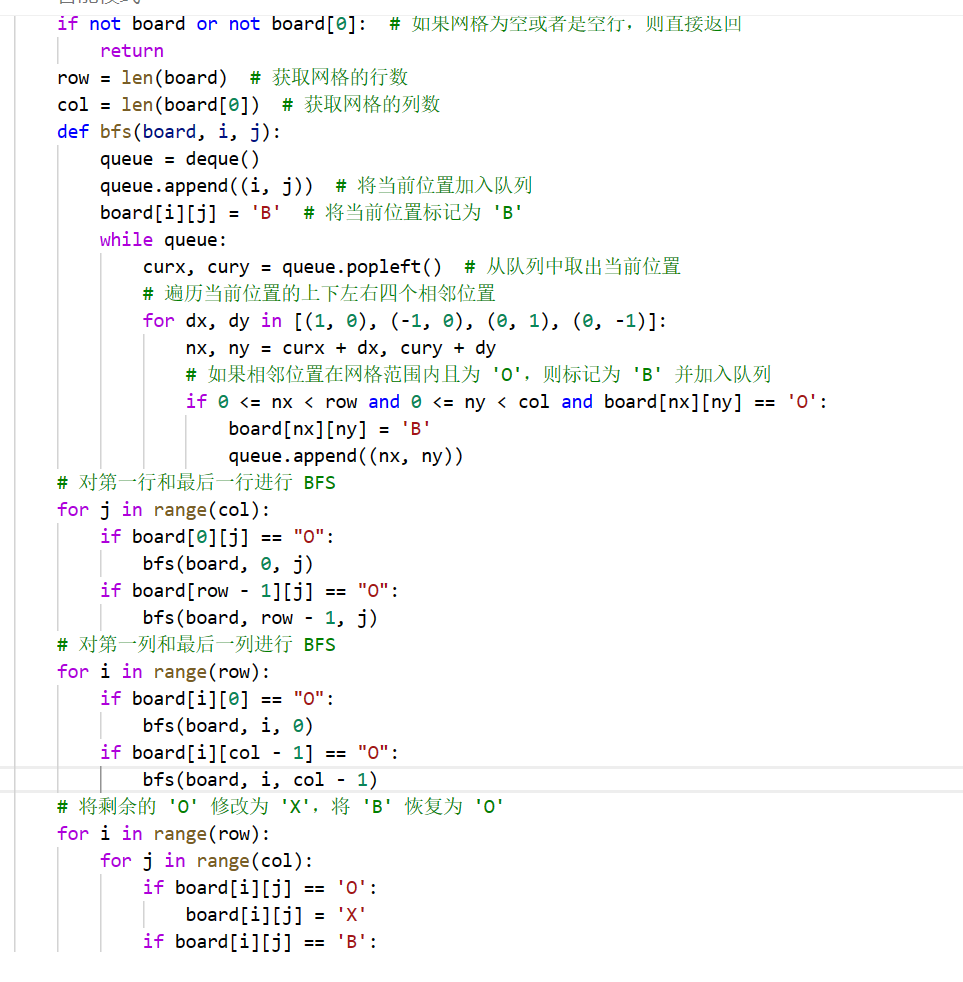 if not board or not board[0]:  # 如果网格为空或者是空行，则直接返回
return
row = len(board)  # 获取网格的行数
col = len(board[0])  # 获取网格的列数
def bfs(board, i, j):
queue = deque()
queue.append((i, j))  # 将当前位置加入队列
board[i][j] = 'B'  # 将当前位置标记为 'B'
while queue:
curx, cury = queue.popleft()  # 从队列中取出当前位置
# 遍历当前位置的上下左右四个相邻位置
for dx, dy in [(1, 0), (-1, 0), (0, 1), (0, -1)]:
nx, ny = curx + dx, cury + dy
# 如果相邻位置在网格范围内且为 'O'，则标记为 'B' 并加入队列
if 0 <= nx < row and 0 <= ny < col and board[nx][ny] == 'O':
board[nx][ny] = 'B'
queue.append((nx, ny))
# 对第一行和最后一行进行 BFS
for j in range(col):
if board[0][j] == "O":
bfs(board, 0, j)
if board[row - 1][j] == "O":
bfs(board, row - 1, j)
# 对第一列和最后一列进行 BFS
for i in range(row):
if board[i][0] == "O":
bfs(board, i, 0)
if board[i][col - 1] == "O":
bfs(board, i, col - 1)
# 将剩余的 'O' 修改为 'X'，将 'B' 恢复为 'O'
for i in range(row):
for j in range(col):
if board[i][j] == 'O':
board[i][j] = 'X'
if board[i][j] == 'B':